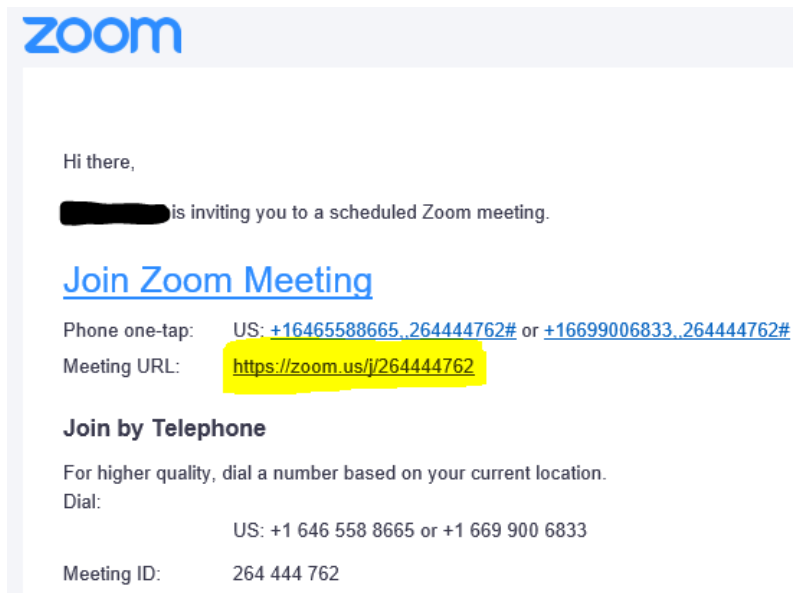 zoom
Hi there,
is inviting you to a scheduled Zoom meeting.
Join Zoom Meeting
Phone one-tap: US: +16465588665,,264444762# or +16699006833,,264444762#
Meeting URL: https://zoom.us/j/264444762
Join by Telephone
For higher quality, dial a number based on your current location.
Dial:
US: +1 646 558 8665 or +1 669 900 6833
Meeting ID: 264 444 762